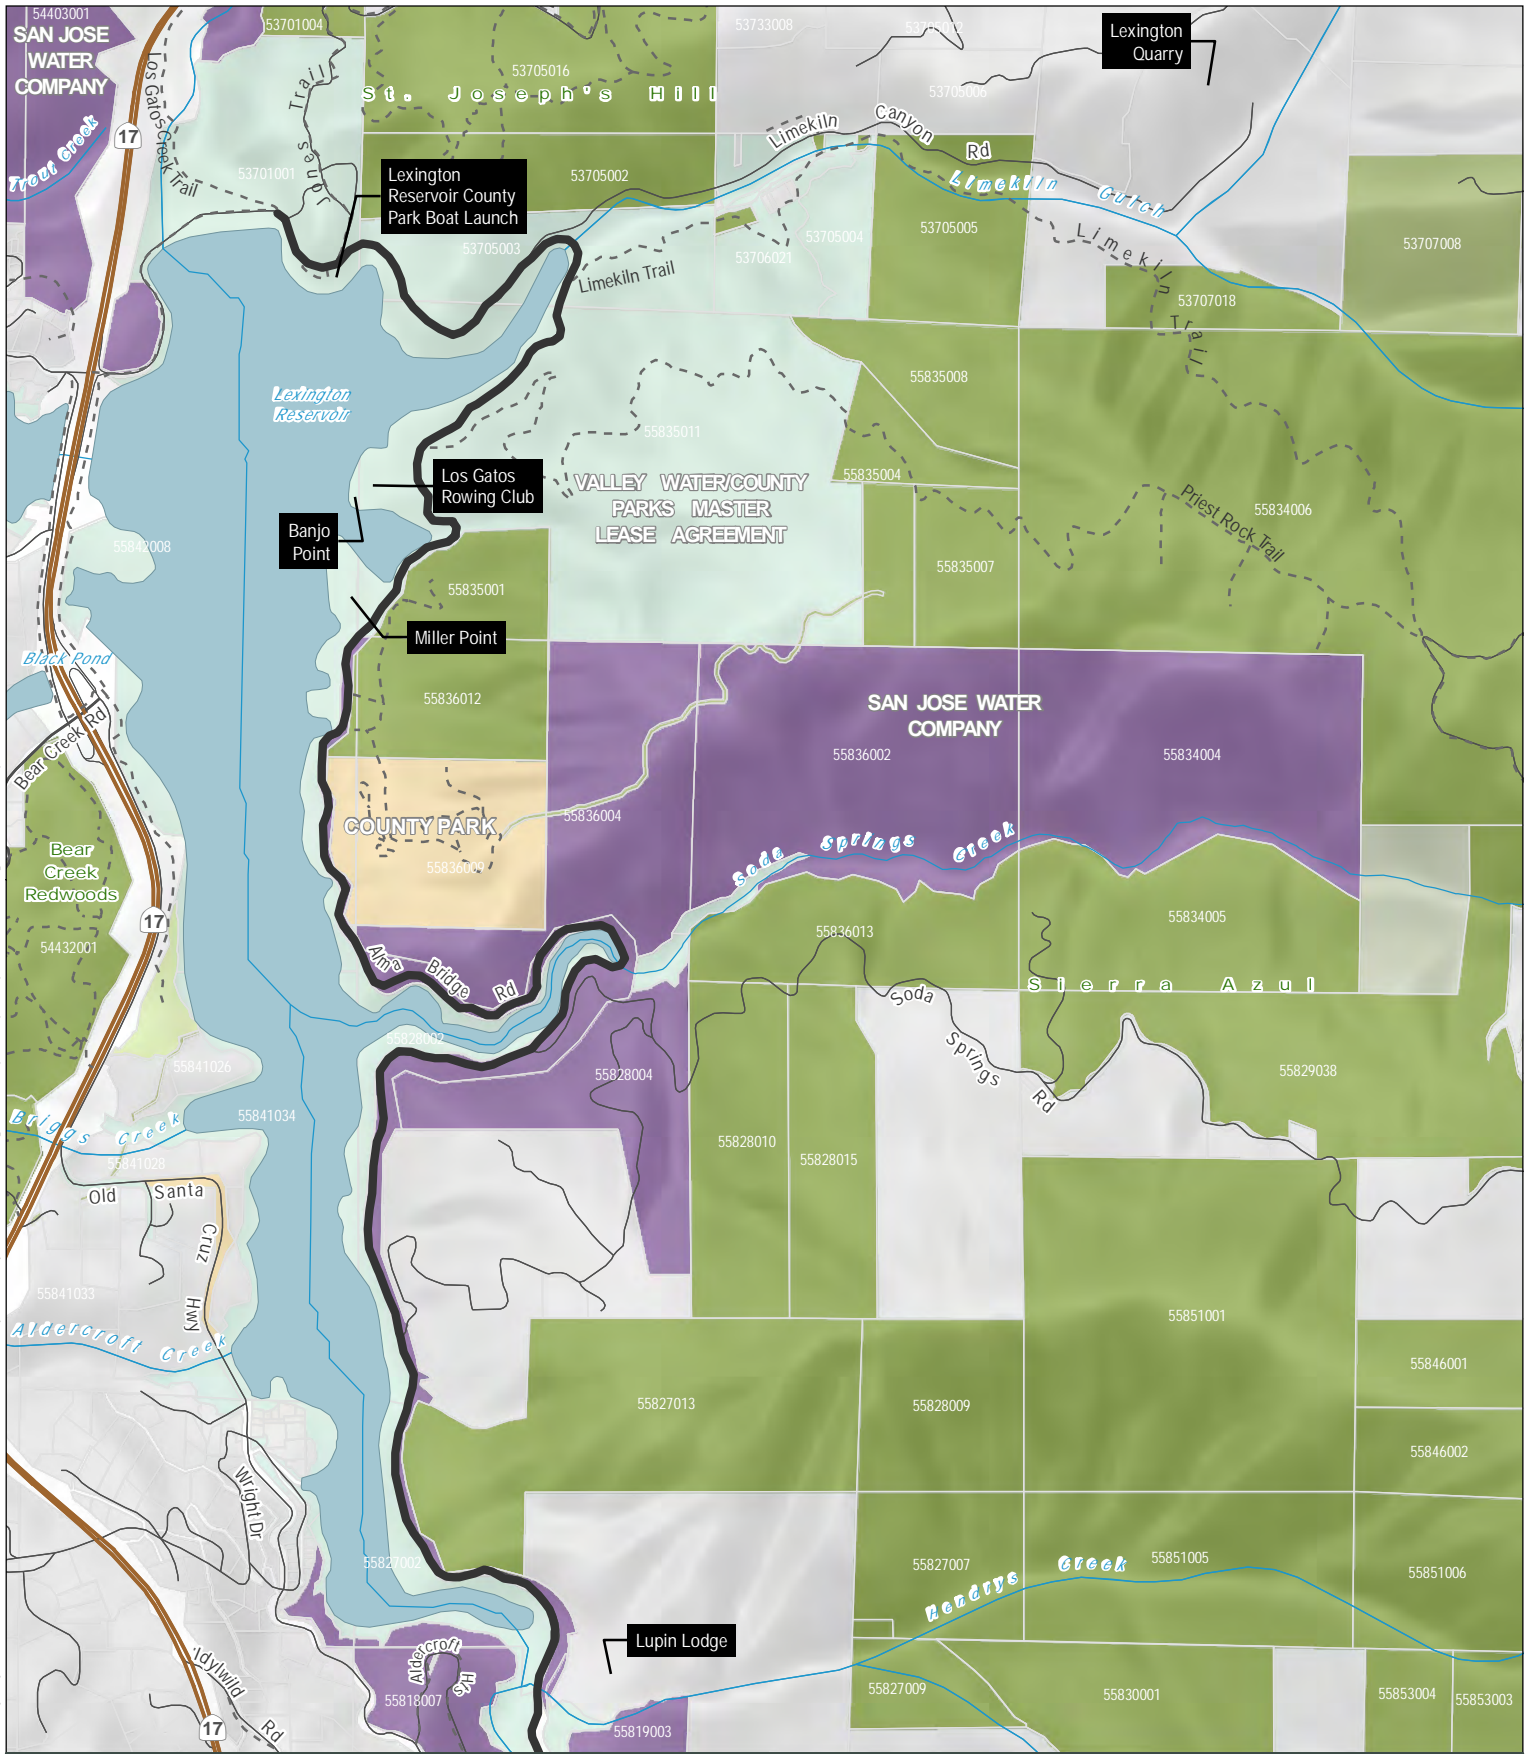 54403001
SAN JOSE
WATER
COMPANY
53701004
53733008
53705012
Lexington
Quarry
Los Gatos Creek Trail
Jones Trail
53705016
St. Joseph's Hill
53705006
17
Trout Creek
Limekiln Canyon Rd
53701001
Lexington
Reservoir County
Park Boat Launch
53705002
Limekiln Gulch
53705003
53705004
53705005
53706021
Limekiln Trail
Limekiln Trail
53707008
53707018
Lexington
Reservoir
55835008
55835011
55835004
Los Gatos
Rowing Club
VALLEY WATER/COUNTY
PARKS MASTER
LEASE AGREEMENT
Priest Rock Trail
55834006
Banjo
Point
55842008
55835001
55835007
Miller Point
Black Pond
55836012
SAN JOSE WATER
COMPANY
55836002
55834004
Bear Creek Rd
COUNTY PARK
55836004
55836009
Soda Springs Creek
Bear
Creek
Redwoods
54432001
17
55836013
55834005
Alma Bridge Rd
Sierra Azul
Soda Springs Rd
55828002
55841026
55828004
55829038
55841034
Briggs Creek
55828010
55828015
55841028
Old Santa Cruz Hwy
55841033
Aldercroft Creek
55851001
55846001
55827013
55828009
55846002
Wright Dr
55827002
55827007
Hendrys Creek
55851005
55851006
Lupin Lodge
Idylwild Rd
Aldercroft Hts
55818007
55827009
55830001
55853004
55853003
17
55819003